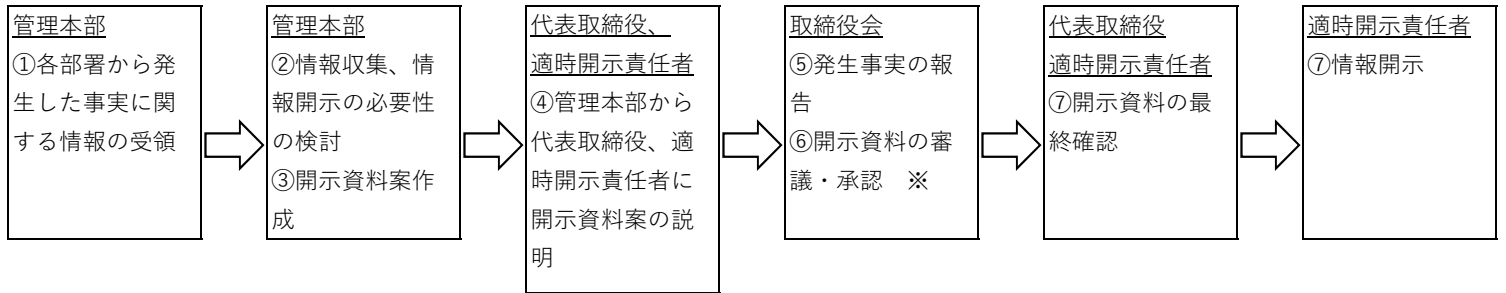 管理本部
①各部署から発
生した事実に関
する情報の受領
管理本部
②情報収集、情
報開示の必要性
の検討
③開示資料案作
成
代表取締役、
適時開示責任者
④管理本部から
代表取締役、適
時開示責任者に
開示資料案の説
明
取締役会
⑤発生事実の報
告
⑥開示資料の審
議・承認　※
代表取締役
適時開示責任者
⑦開示資料の最
終確認
適時開示責任者
⑦情報開示